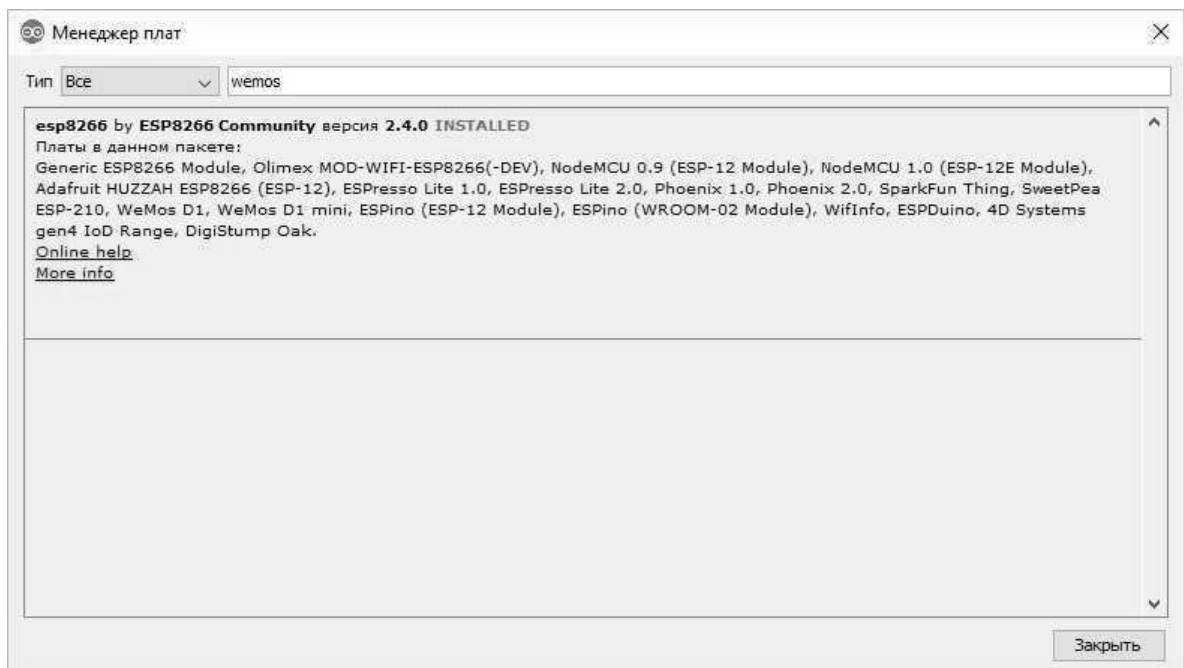 Менеджер плат
Тип Все wemos
esp8266 by ESP8266 Community версия 2.4.0 INSTALLED
Платы в данном пакете:
Generic ESP8266 Module, Olimex MOD-WIFI-ESP8266(-DEV), NodeMCU 0.9 (ESP-12 Module), NodeMCU 1.0 (ESP-12E Module),
Adafruit HUZZAH ESP8266 (ESP-12), ESPresso Lite 1.0, ESPresso Lite 2.0, Phoenix 1.0, Phoenix 2.0, SparkFun Thing, SweetPea
ESP-210, WeMos D1, WeMos D1 mini, ESPino (ESP-12 Module), ESPino (WROOM-02 Module), WifInfo, ESPDuino, 4D Systems
gen4 IoD Range, DigiStump Oak.
Online help
More info
Закрыть